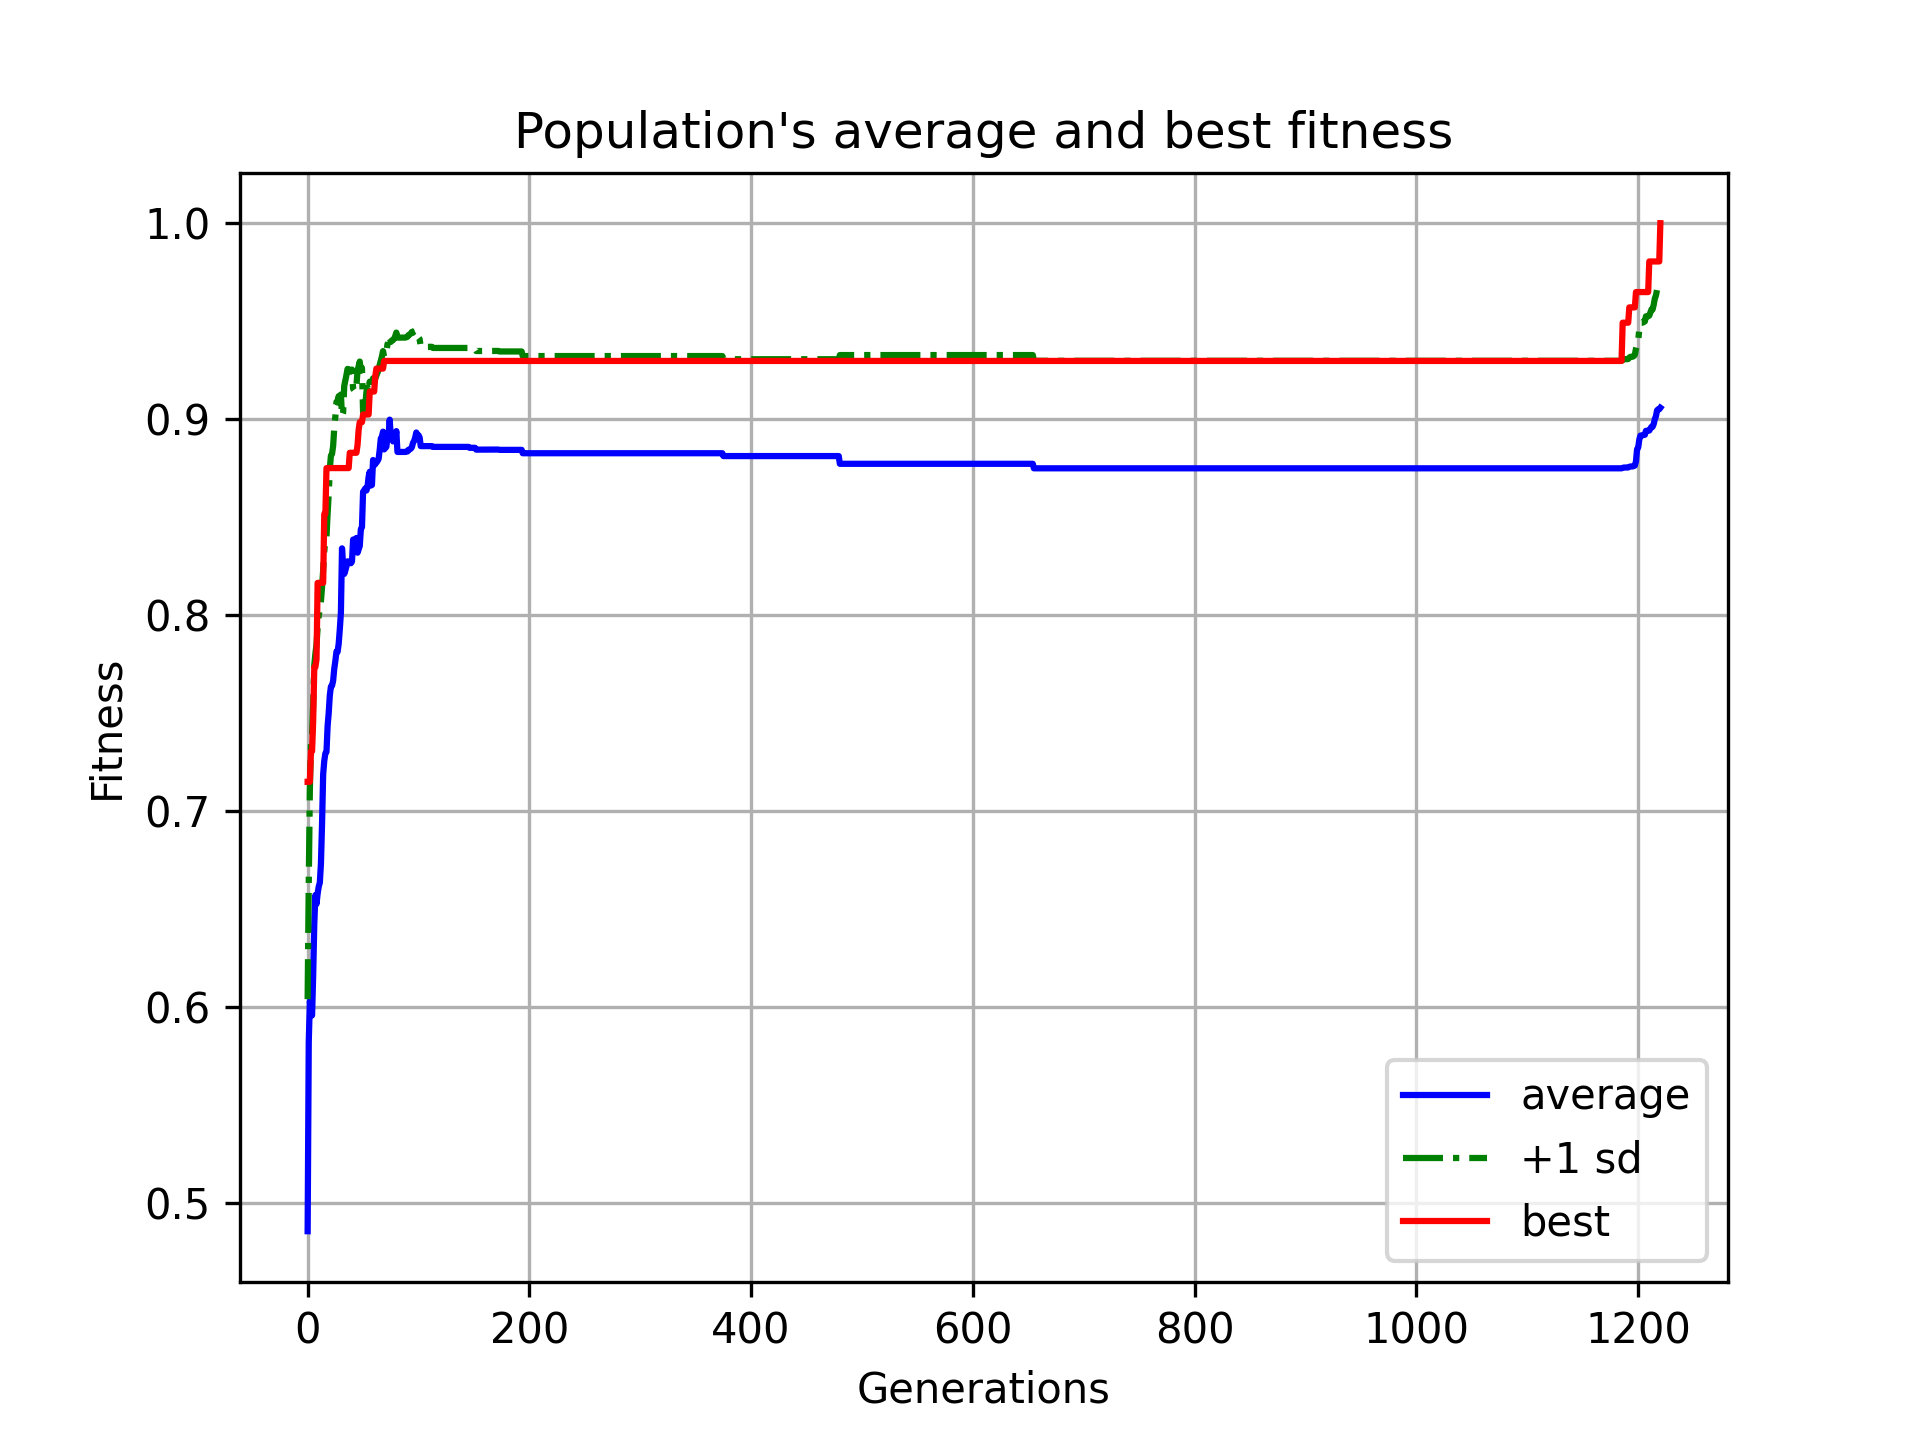 Population's average and best fitness
1.0
0.9
0.8
0.7
0.6
0.5
Fitness
0 200 400 600 800 1000 1200
Generations
average
+1 sd
best